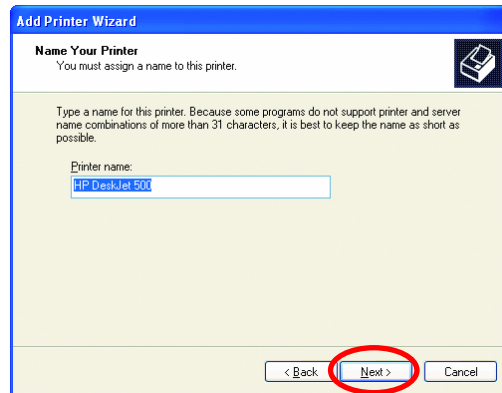 Add Printer Wizard
Name Your Printer
You must assign a name to this printer.
Type a name for this printer. Because some programs do not support printer and server
name combinations of more than 31 characters, it is best to keep the name as short as
possible.
Printer name:
HP DeskJet 500
< Back Next > Cancel